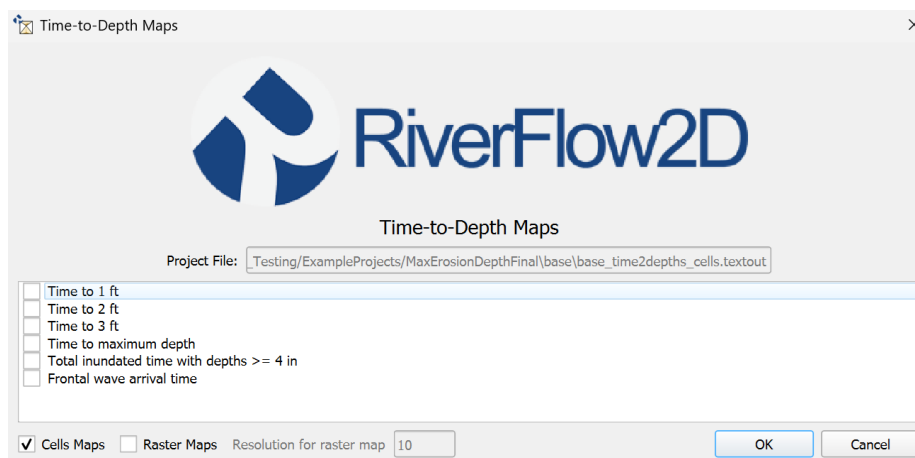 Time-to-Depth Maps
RiverFlow2D
Time-to-Depth Maps
Project File: _Testing/ExampleProjects/MaxErosionDepthFinal\base\base_time2depths_cells.textout
Time to 1 ft
Time to 2 ft
Time to 3 ft
Time to maximum depth
Total inundated time with depths >= 4 in
Frontal wave arrival time
Cells Maps Raster Maps Resolution for raster map 10 OK Cancel